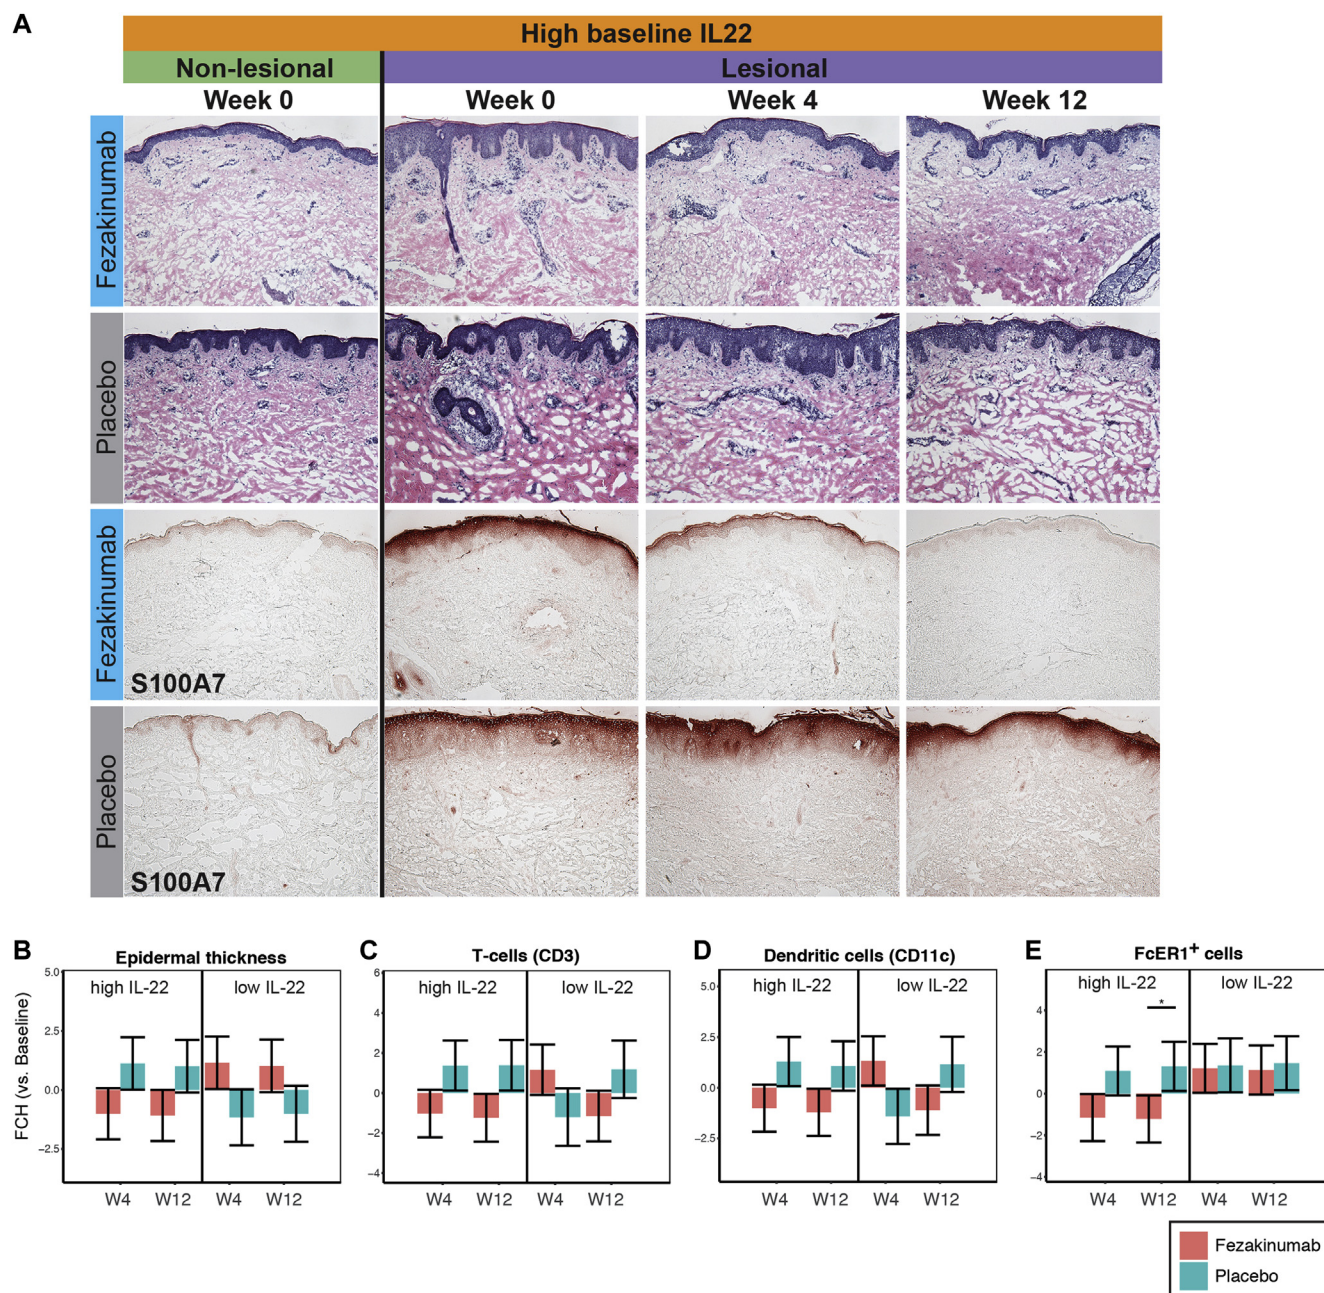 A
High baseline IL22
Non-lesional
Lesional
Week 0
Week 0
Week 4
Week 12
Fezakinumab
Placebo
Fezakinumab
S100A7
Placebo
S100A7
B
Epidermal thickness
FCH (vs. Baseline)
5.0
2.5
0.0
−2.5
high IL-22
low IL-22
W4
W12
W4
W12
C
T-cells (CD3)
6
4
2
0
−2
−4
high IL-22
low IL-22
W4
W12
W4
W12
D
Dendritic cells (CD11c)
5.0
2.5
0.0
−2.5
high IL-22
low IL-22
W4
W12
W4
W12
E
FcER1+ cells
4
2
0
−2
−4
high IL-22
low IL-22
*
W4
W12
W4
W12
Fezakinumab
Placebo